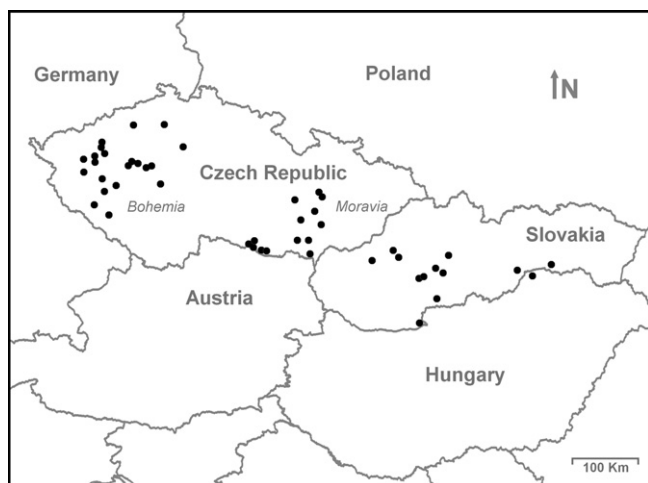 Germany
Poland
N
Czech Republic
Bohemia
Moravia
Slovakia
Austria
Hungary
100 Km